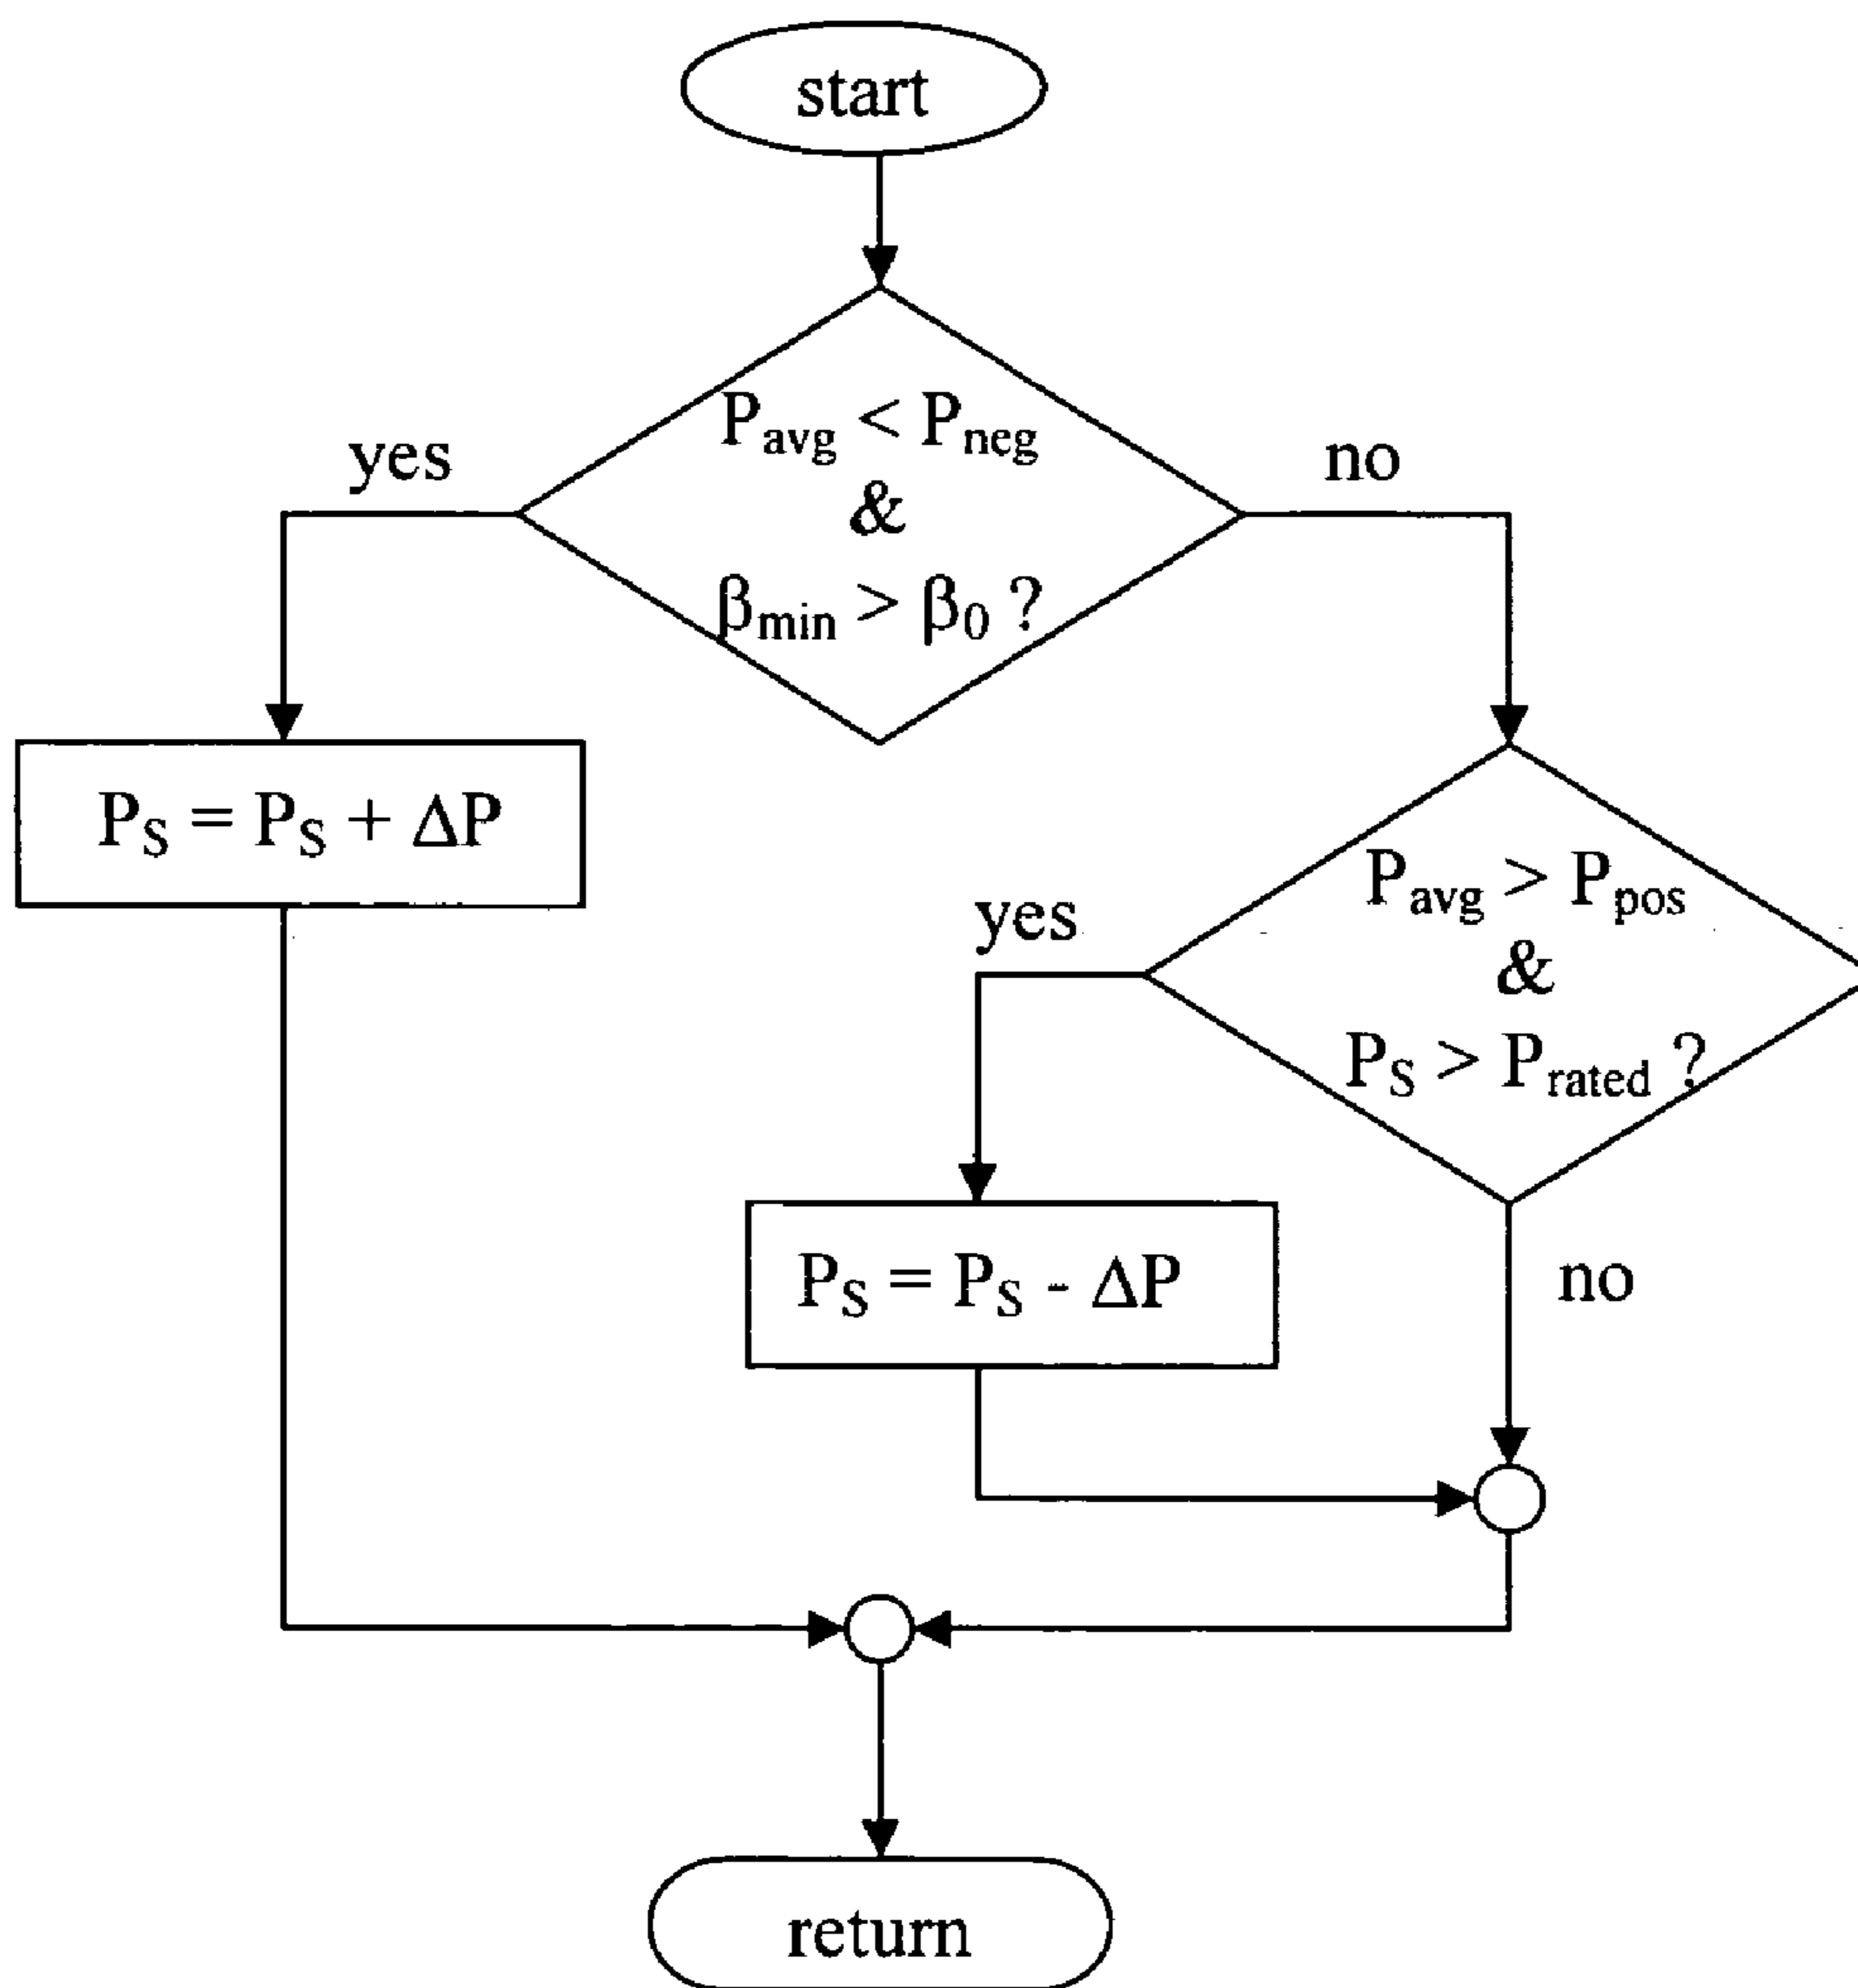 start
P_avg < P_neg
&
β_min > β_0 ?
yes
no
P_S = P_S + ΔP
P_avg > P_pos
&
P_S > P_rated ?
yes
P_S = P_S - ΔP
no
return